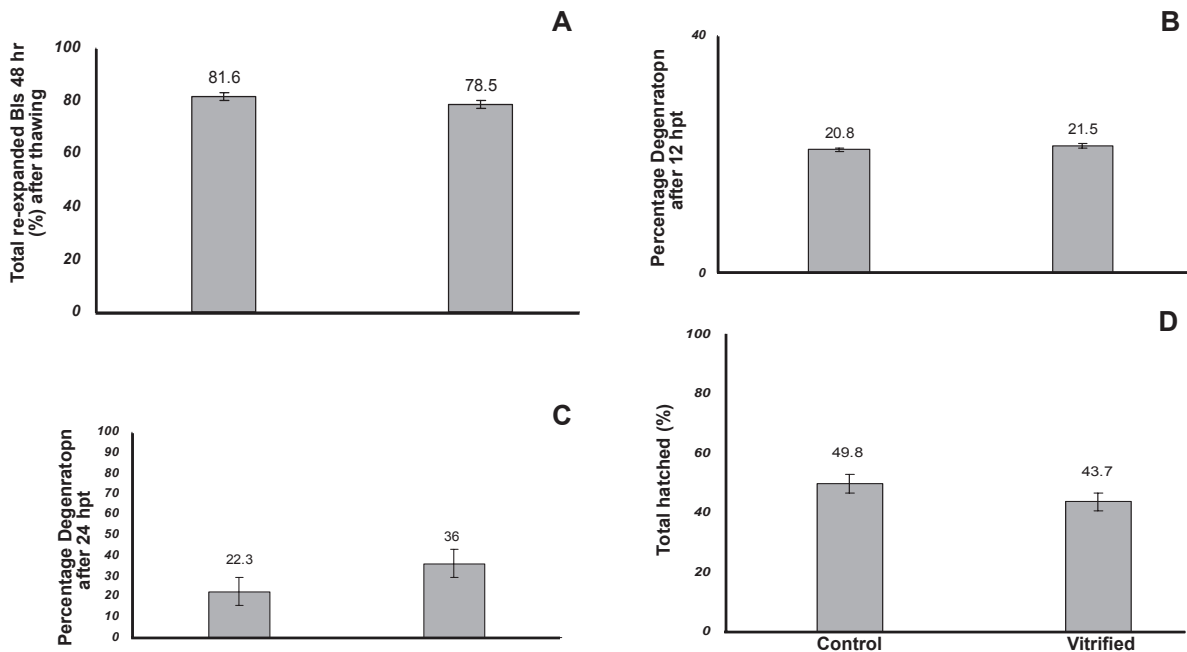 A
Total re-expanded Bls 48 hr
(%) after thawing
100
80
60
40
20
0
81.6
78.5
B
Percentage Degenratopn
after 12 hpt
40
0
20.8
21.5
C
Percentage Degenratopn
after 24 hpt
100
90
80
70
60
50
40
30
20
10
0
22.3
36
D
Total hatched (%)
100
80
60
40
20
0
49.8
43.7
Control
Vitrified